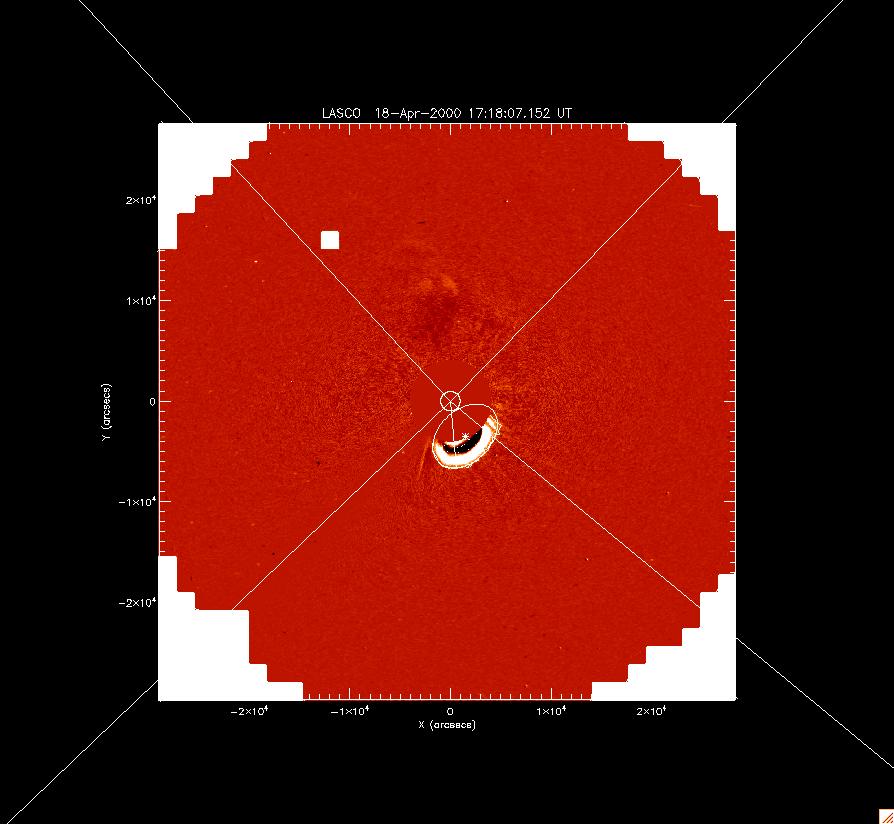 LASCO 18-Apr-2000 17:18:07.152 UT
2×10⁴
1×10⁴
0
−1×10⁴
−2×10⁴
Y (arcsecs)
−2×10⁴ −1×10⁴ 0 1×10⁴ 2×10⁴
X (arcsecs)